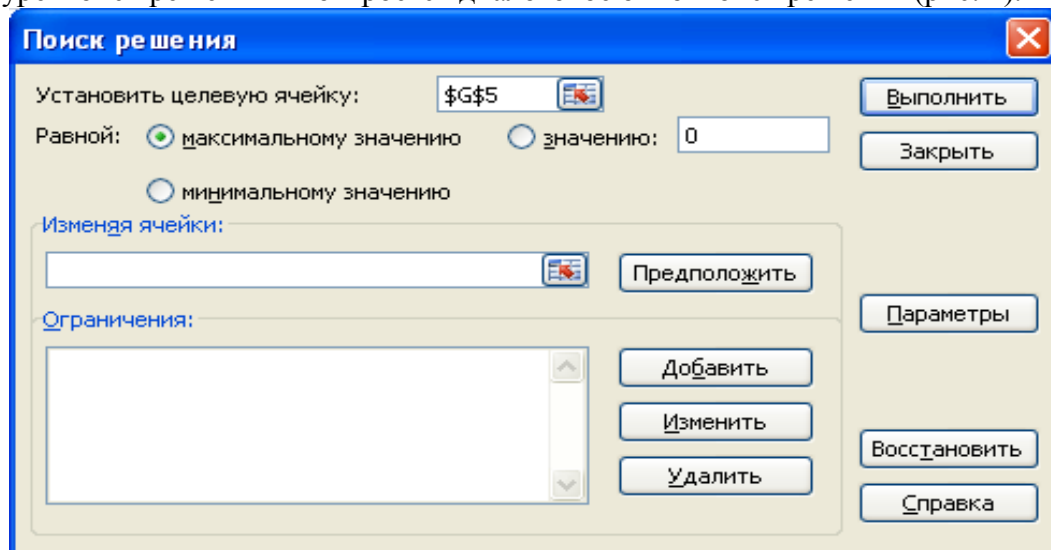 Поиск решения
Установить целевую ячейку: $G$5
Равной: максимальному значению значению: 0
минимальному значению
Изменяя ячейки:
Предположить
Ограничения:
Добавить
Изменить
Удалить
Выполнить
Закрыть
Параметры
Восстановить
Справка